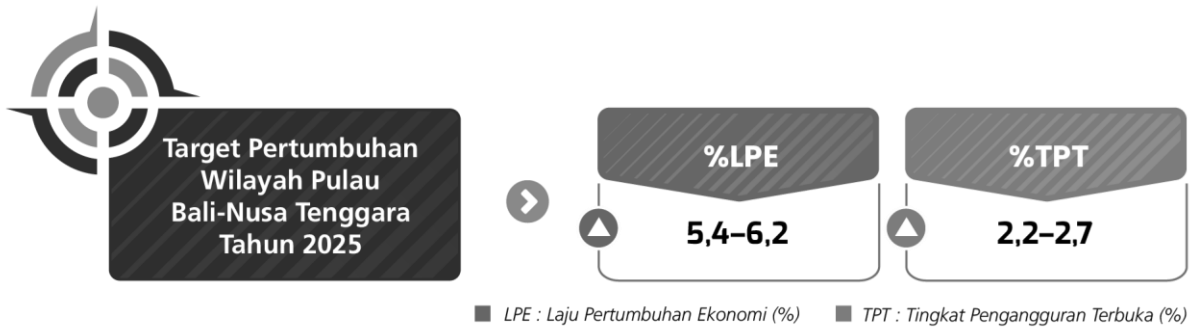 Target Pertumbuhan
Wilayah Pulau
Bali-Nusa Tenggara
Tahun 2025
%LPE
5,4–6,2
%TPT
2,2–2,7
LPE : Laju Pertumbuhan Ekonomi (%)
TPT : Tingkat Pengangguran Terbuka (%)